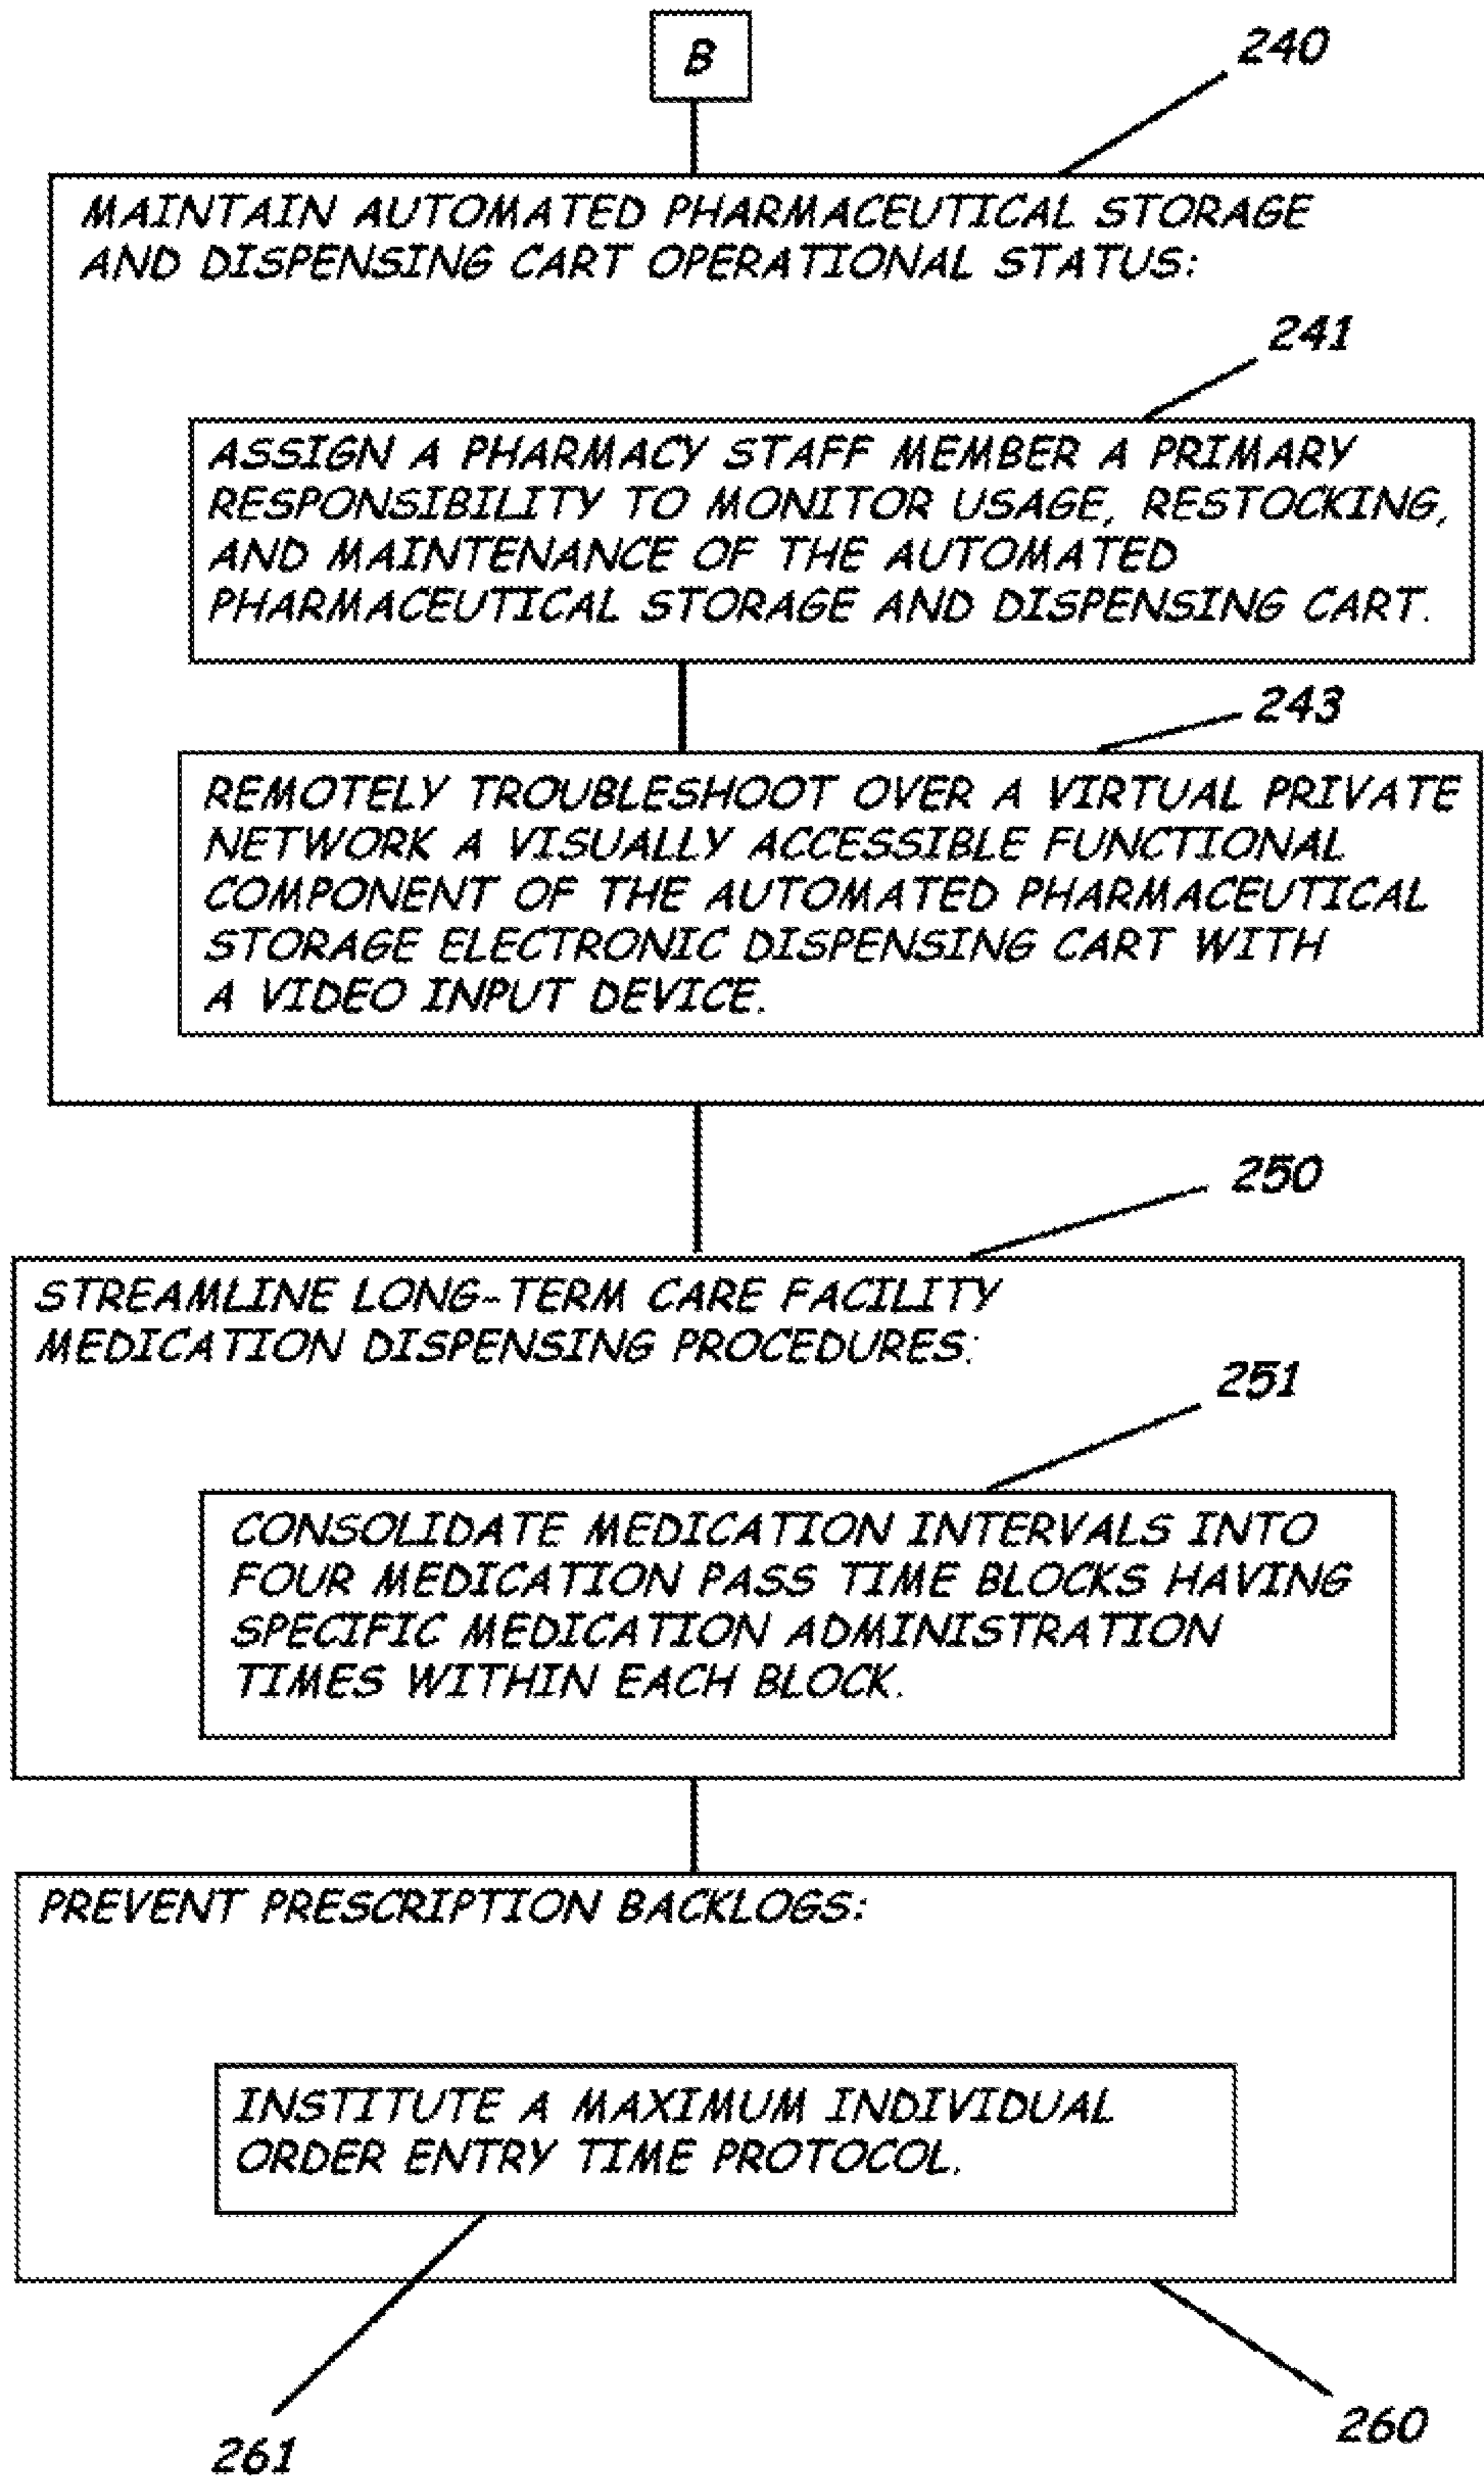 B
240
MAINTAIN AUTOMATED PHARMACEUTICAL STORAGE
AND DISPENSING CART OPERATIONAL STATUS:
241
ASSIGN A PHARMACY STAFF MEMBER A PRIMARY
RESPONSIBILITY TO MONITOR USAGE, RESTOCKING,
AND MAINTENANCE OF THE AUTOMATED
PHARMACEUTICAL STORAGE AND DISPENSING CART.
243
REMOTELY TROUBLESHOOT OVER A VIRTUAL PRIVATE
NETWORK A VISUALLY ACCESSIBLE FUNCTIONAL
COMPONENT OF THE AUTOMATED PHARMACEUTICAL
STORAGE ELECTRONIC DISPENSING CART WITH
A VIDEO INPUT DEVICE.
250
STREAMLINE LONG-TERM CARE FACILITY
MEDICATION DISPENSING PROCEDURES:
251
CONSOLIDATE MEDICATION INTERVALS INTO
FOUR MEDICATION PASS TIME BLOCKS HAVING
SPECIFIC MEDICATION ADMINISTRATION
TIMES WITHIN EACH BLOCK.
PREVENT PRESCRIPTION BACKLOGS:
INSTITUTE A MAXIMUM INDIVIDUAL
ORDER ENTRY TIME PROTOCOL.
261
260